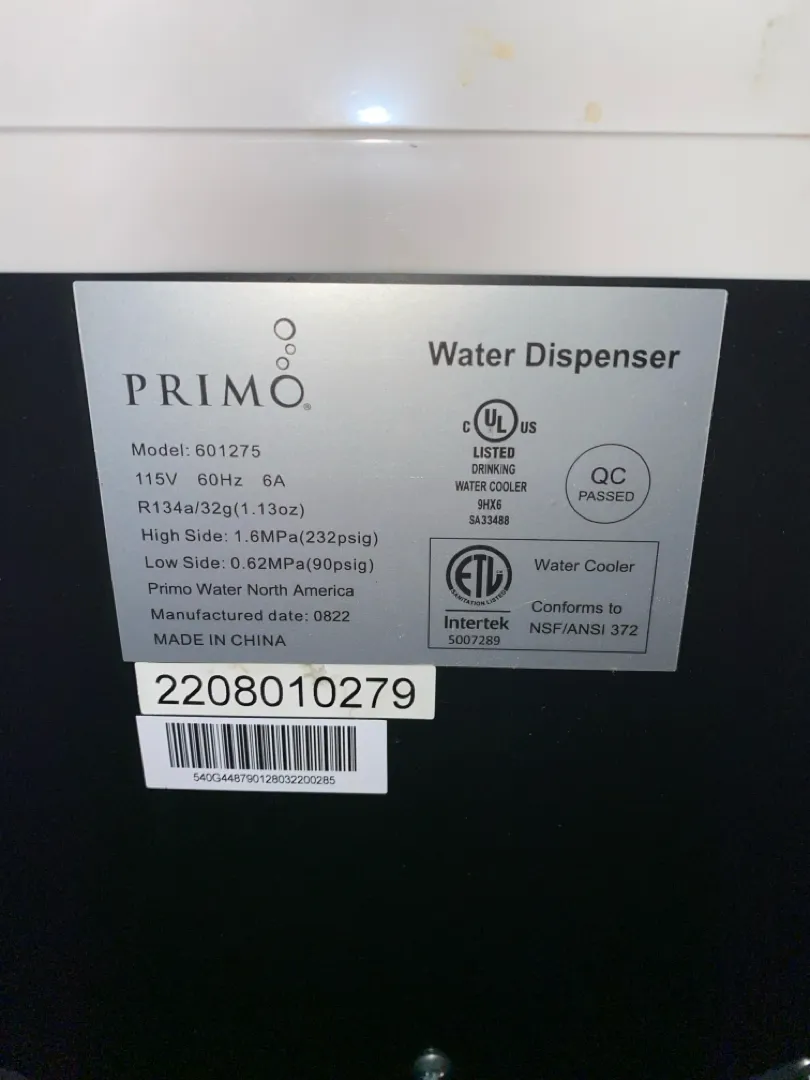 PRIMO®
Model: 601275
115V 60Hz 6A
R134a/32g(1.13oz)
High Side: 1.6MPa(232psig)
Low Side: 0.62MPa(90psig)
Primo Water North America
Manufactured date: 0822
MADE IN CHINA
Water Dispenser
C UL US
LISTED
DRINKING
WATER COOLER
9HX6
SA33488
QC
PASSED
ETL
SANITATION LISTED
Intertek
5007289
Water Cooler
Conforms to
NSF/ANSI 372
2208010279
540G448790128032200285